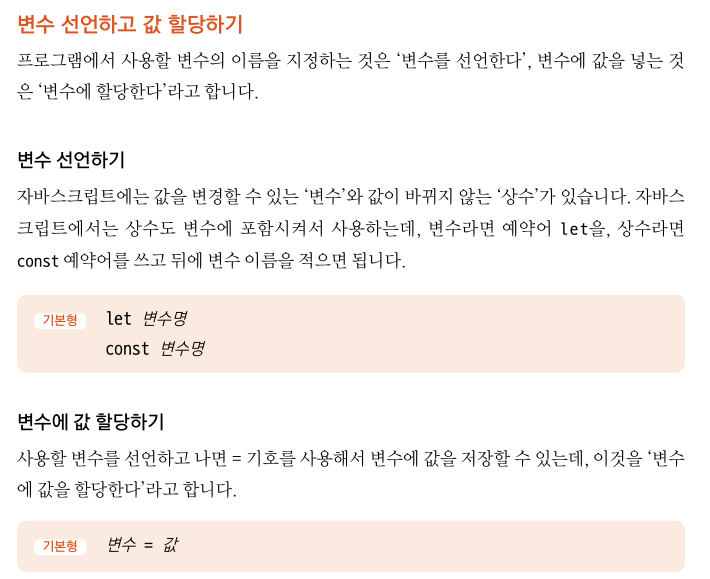 변수 선언하고 값 할당하기
프로그램에서 사용할 변수의 이름을 지정하는 것은 ‘변수를 선언한다’, 변수에 값을 넣는 것
은 ‘변수에 할당한다’라고 합니다.
변수 선언하기
자바스크립트에는 값을 변경할 수 있는 ‘변수’와 값이 바뀌지 않는 ‘상수’가 있습니다. 자바스
크립트에서는 상수도 변수에 포함시켜서 사용하는데, 변수라면 예약어 let을, 상수라면
const 예약어를 쓰고 뒤에 변수 이름을 적으면 됩니다.
기본형 let 변수명
const 변수명
변수에 값 할당하기
사용할 변수를 선언하고 나면 = 기호를 사용해서 변수에 값을 저장할 수 있는데, 이것을 ‘변수
에 값을 할당한다’라고 합니다.
기본형 변수 = 값